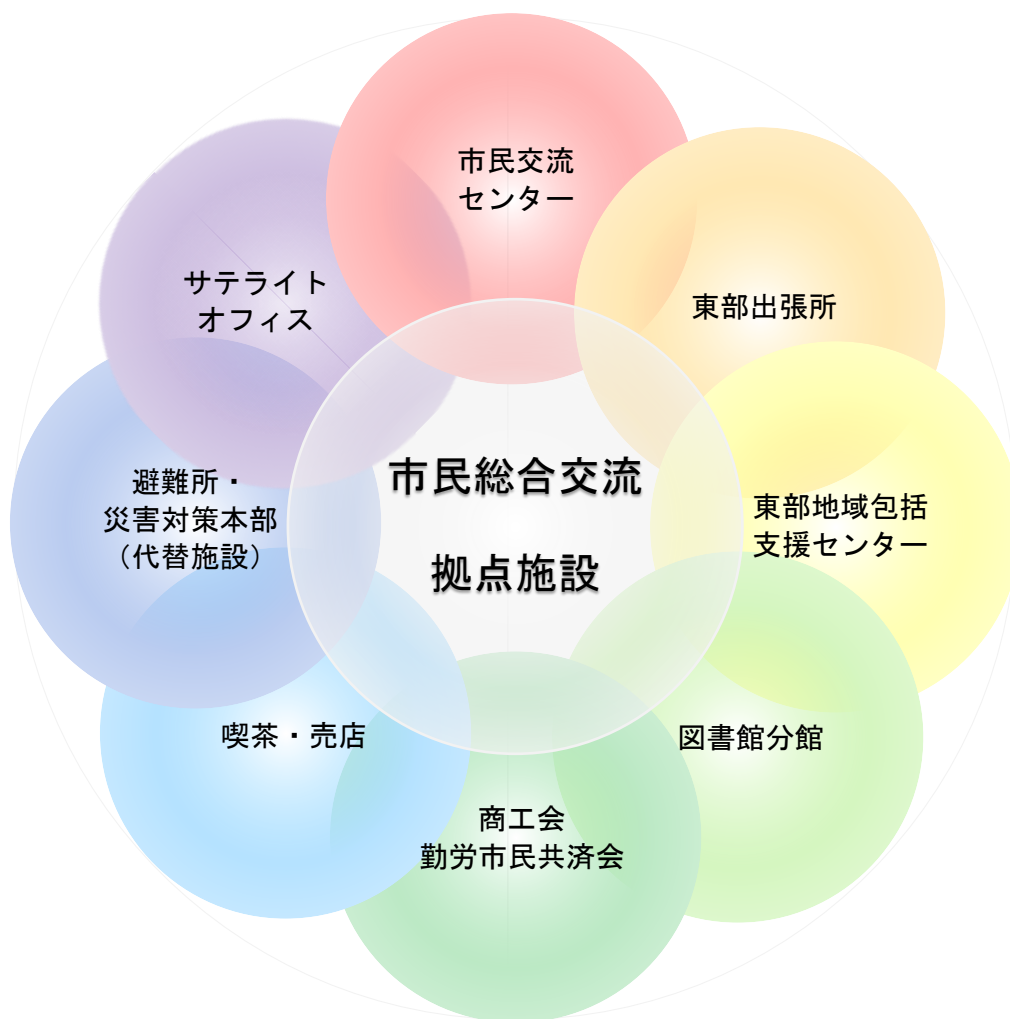 市民交流
センター
東部出張所
東部地域包括
支援センター
図書館分館
商工会
勤労市民共済会
喫茶・売店
避難所・
災害対策本部
（代替施設）
サテライト
オフィス
市民総合交流
拠点施設